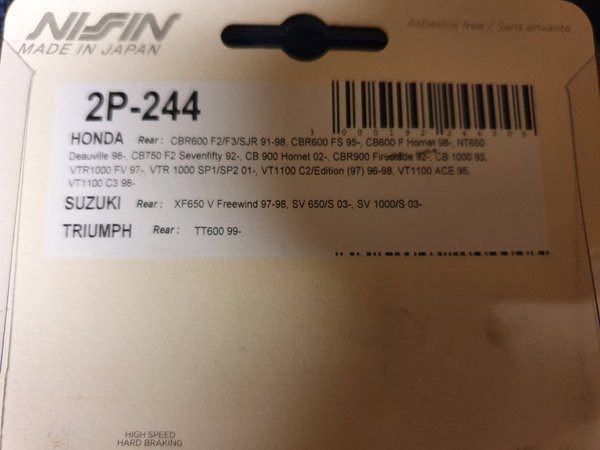 NISSIN
MADE IN JAPAN
Asbestos free / Sans amiante
2P-244
3 000192 244005
HONDA Rear : CBR600 F2/F3/SJR 91-98, CBR600 FS 95-, CB600 F Hornet 98-, NT650
Deauville 98-, CB750 F2 Sevenfifty 92-, CB 900 Hornet 02-, CBR900 Fireblade 92-, CB 1000 93,
VTR1000 FV 97-, VTR 1000 SP1/SP2 01-, VT1100 C2/Edition (97) 96-98, VT1100 ACE 95,
VT1100 C3 98-
SUZUKI Rear : XF650 V Freewind 97-98, SV 650/S 03-, SV 1000/S 03-
TRIUMPH Rear : TT600 99-
HIGH SPEED
HARD BRAKING